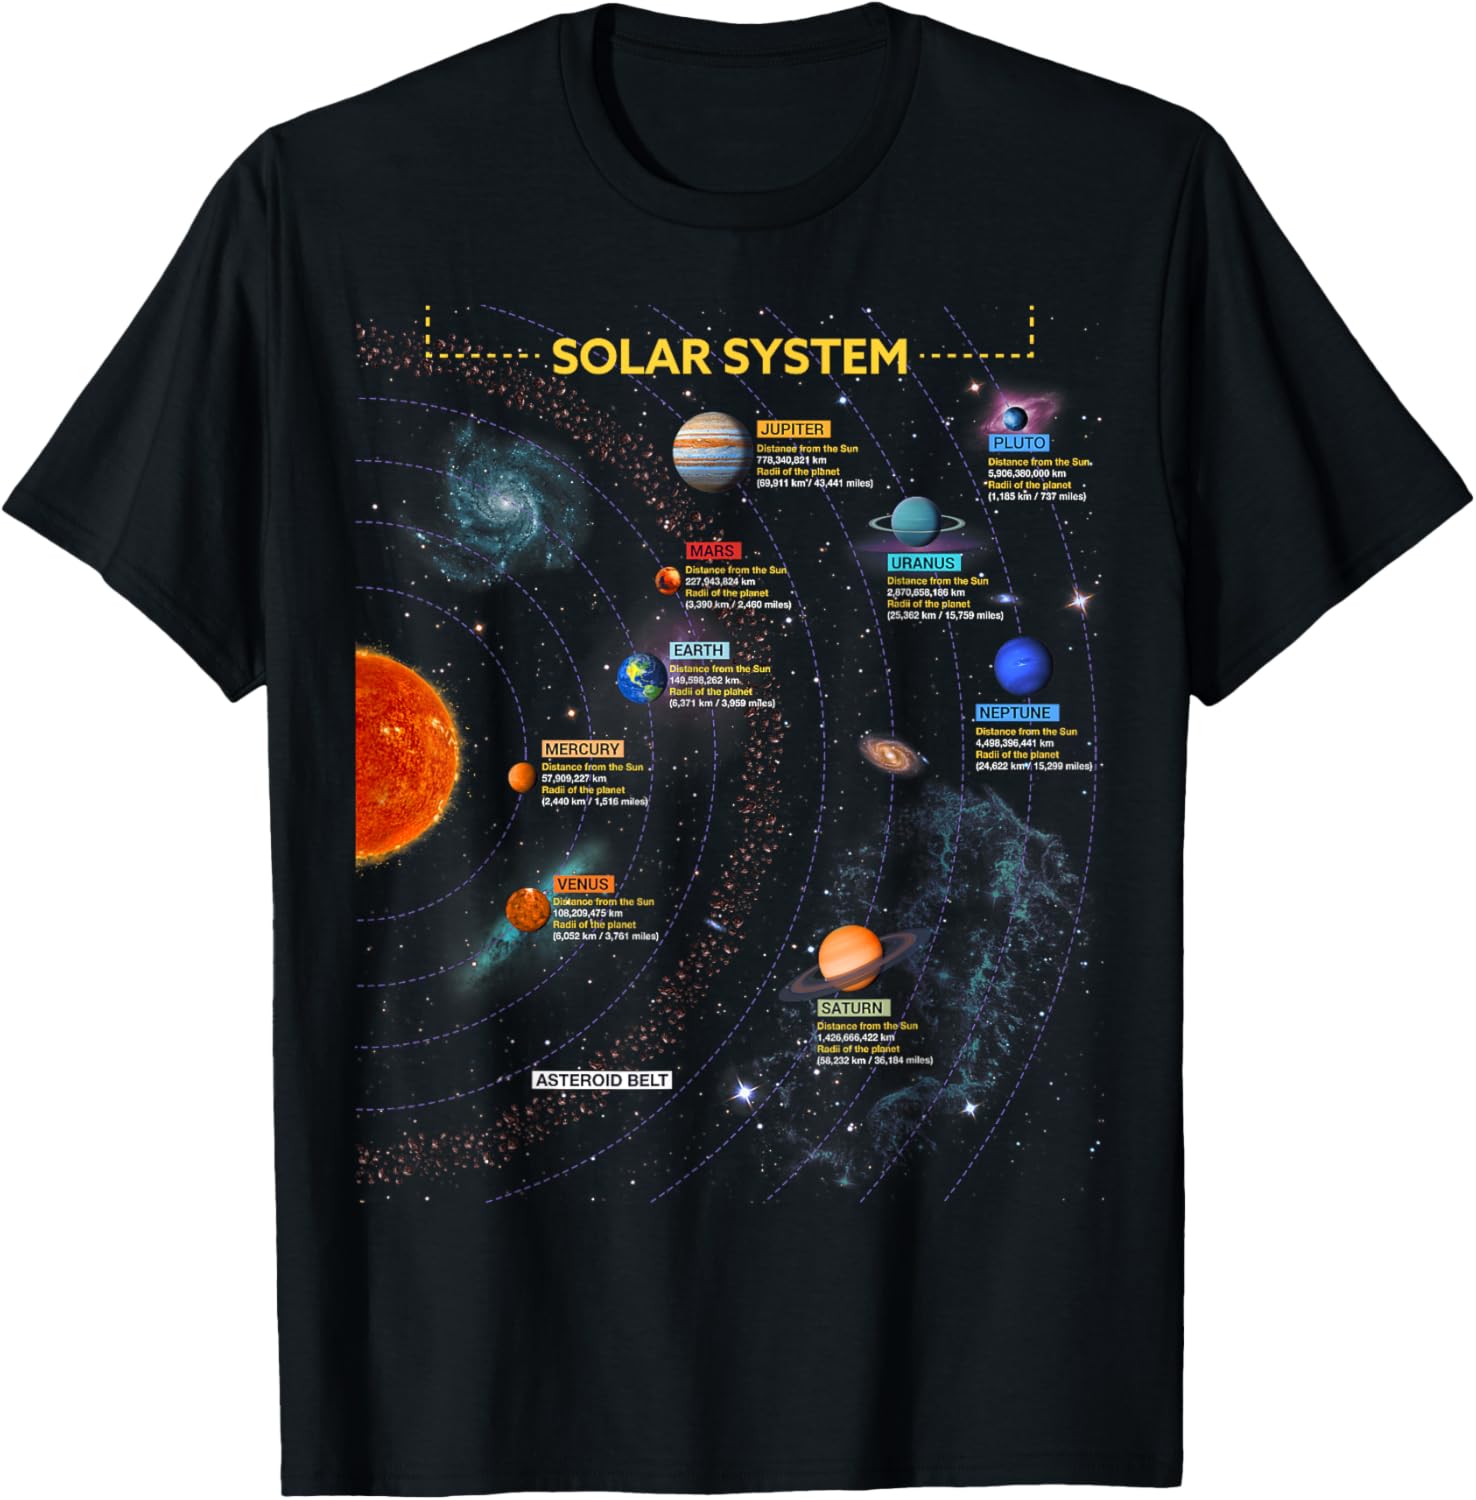 SOLAR SYSTEM
JUPITER
Distance from the Sun
778,340,821 km
Radii of the planet
(69,911 km / 43,441 miles)
PLUTO
Distance from the Sun
5,906,380,000 km
Radii of the planet
(1,185 km / 737 miles)
MARS
Distance from the Sun
227,943,824 km
Radii of the planet
(3,390 km / 2,460 miles)
URANUS
Distance from the Sun
2,870,658,186 km
Radii of the planet
(25,362 km / 15,759 miles)
EARTH
Distance from the Sun
149,598,262 km
Radii of the planet
(6,371 km / 3,959 miles)
NEPTUNE
Distance from the Sun
4,498,396,441 km
Radii of the planet
(24,622 km / 15,299 miles)
MERCURY
Distance from the Sun
57,909,227 km
Radii of the planet
(2,440 km / 1,516 miles)
VENUS
Distance from the Sun
108,209,475 km
Radii of the planet
(6,052 km / 3,761 miles)
SATURN
Distance from the Sun
1,426,666,422 km
Radii of the planet
(58,232 km / 36,184 miles)
ASTEROID BELT